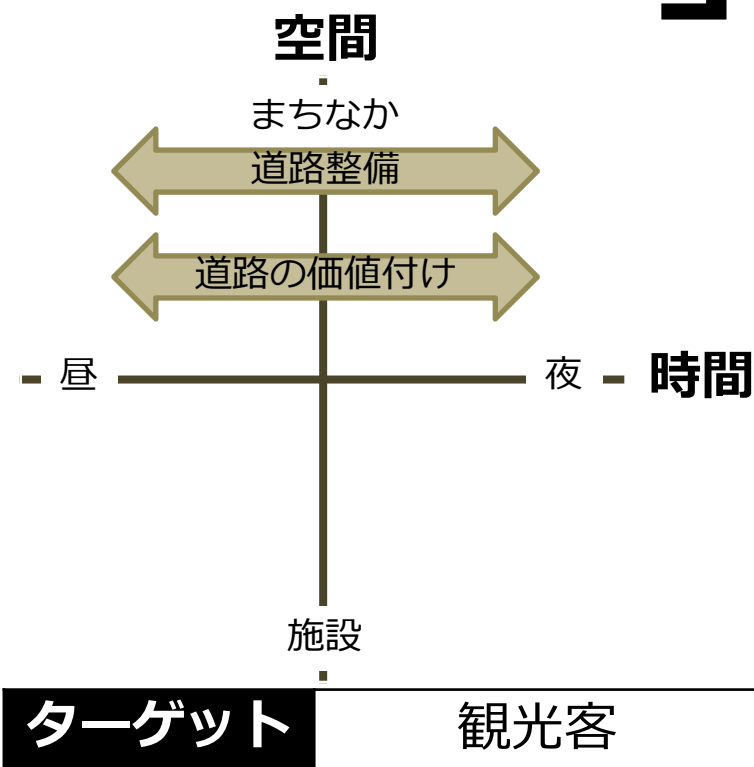 空間
まちなか
道路整備
道路の価値付け
昼
夜
時間
施設
ターゲット
観光客